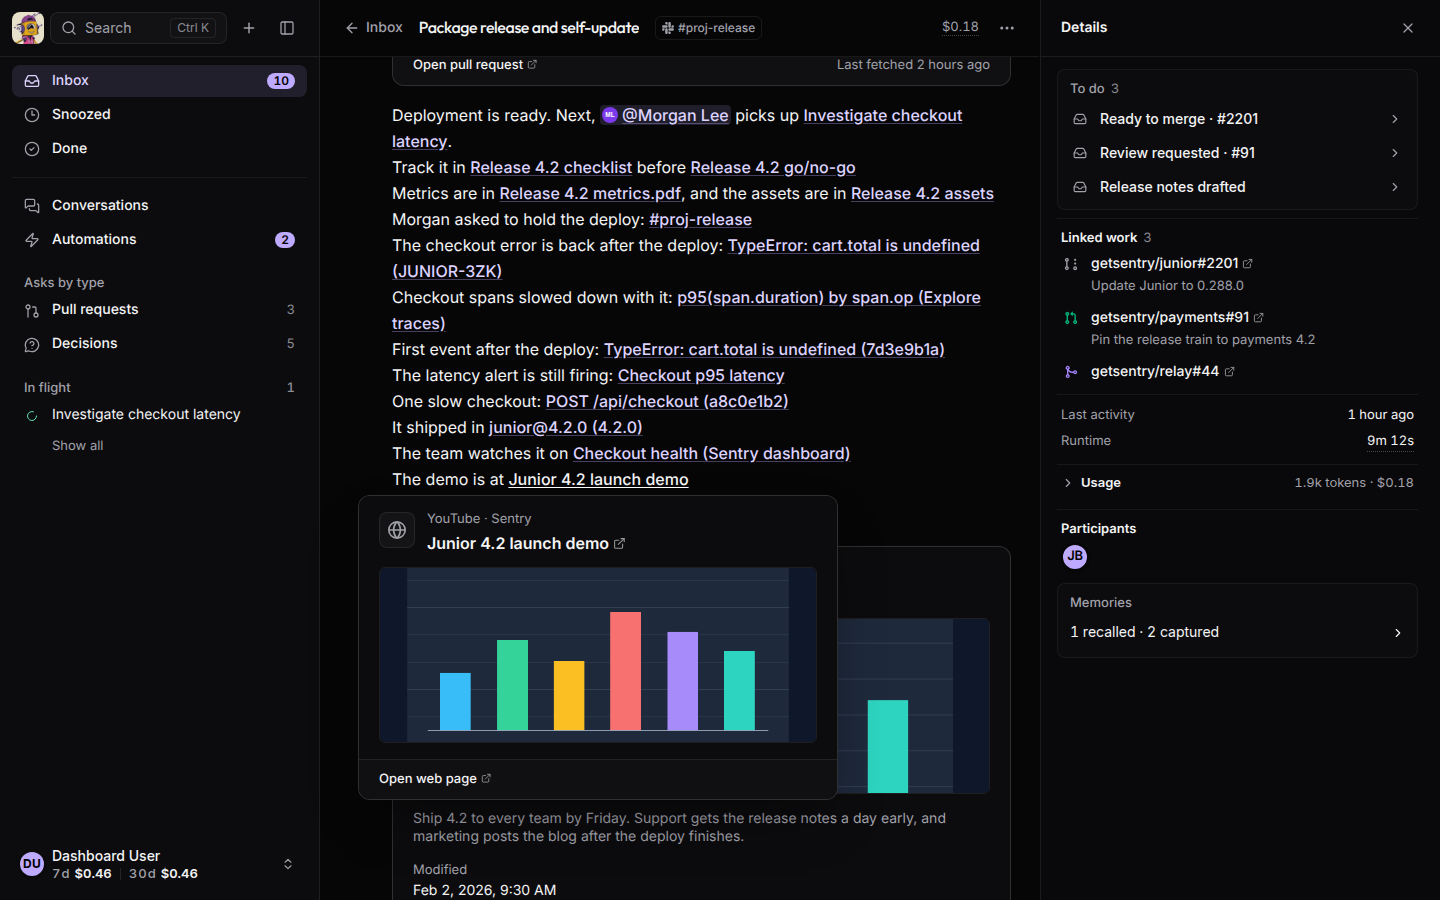 Search Ctrl K
Inbox 10
Snoozed
Done
Conversations
Automations 2
Asks by type
Pull requests 3
Decisions 5
In flight 1
Investigate checkout latency
Show all
DU Dashboard User
7d $0.46 30d $0.46
Inbox Package release and self-update #proj-release $0.18
Open pull request Last fetched 2 hours ago
Deployment is ready. Next, ML @Morgan Lee picks up Investigate checkout
latency.
Track it in Release 4.2 checklist before Release 4.2 go/no-go
Metrics are in Release 4.2 metrics.pdf, and the assets are in Release 4.2 assets
Morgan asked to hold the deploy: #proj-release
The checkout error is back after the deploy: TypeError: cart.total is undefined
(JUNIOR-3ZK)
Checkout spans slowed down with it: p95(span.duration) by span.op (Explore
traces)
First event after the deploy: TypeError: cart.total is undefined (7d3e9b1a)
The latency alert is still firing: Checkout p95 latency
One slow checkout: POST /api/checkout (a8c0e1b2)
It shipped in junior@4.2.0 (4.2.0)
The team watches it on Checkout health (Sentry dashboard)
The demo is at Junior 4.2 launch demo
YouTube · Sentry
Junior 4.2 launch demo
Open web page
Ship 4.2 to every team by Friday. Support gets the release notes a day early, and
marketing posts the blog after the deploy finishes.
Modified
Feb 2, 2026, 9:30 AM
Details
To do 3
Ready to merge · #2201
Review requested · #91
Release notes drafted
Linked work 3
getsentry/junior#2201
Update Junior to 0.288.0
getsentry/payments#91
Pin the release train to payments 4.2
getsentry/relay#44
Last activity 1 hour ago
Runtime 9m 12s
Usage 1.9k tokens · $0.18
Participants
JB
Memories
1 recalled · 2 captured